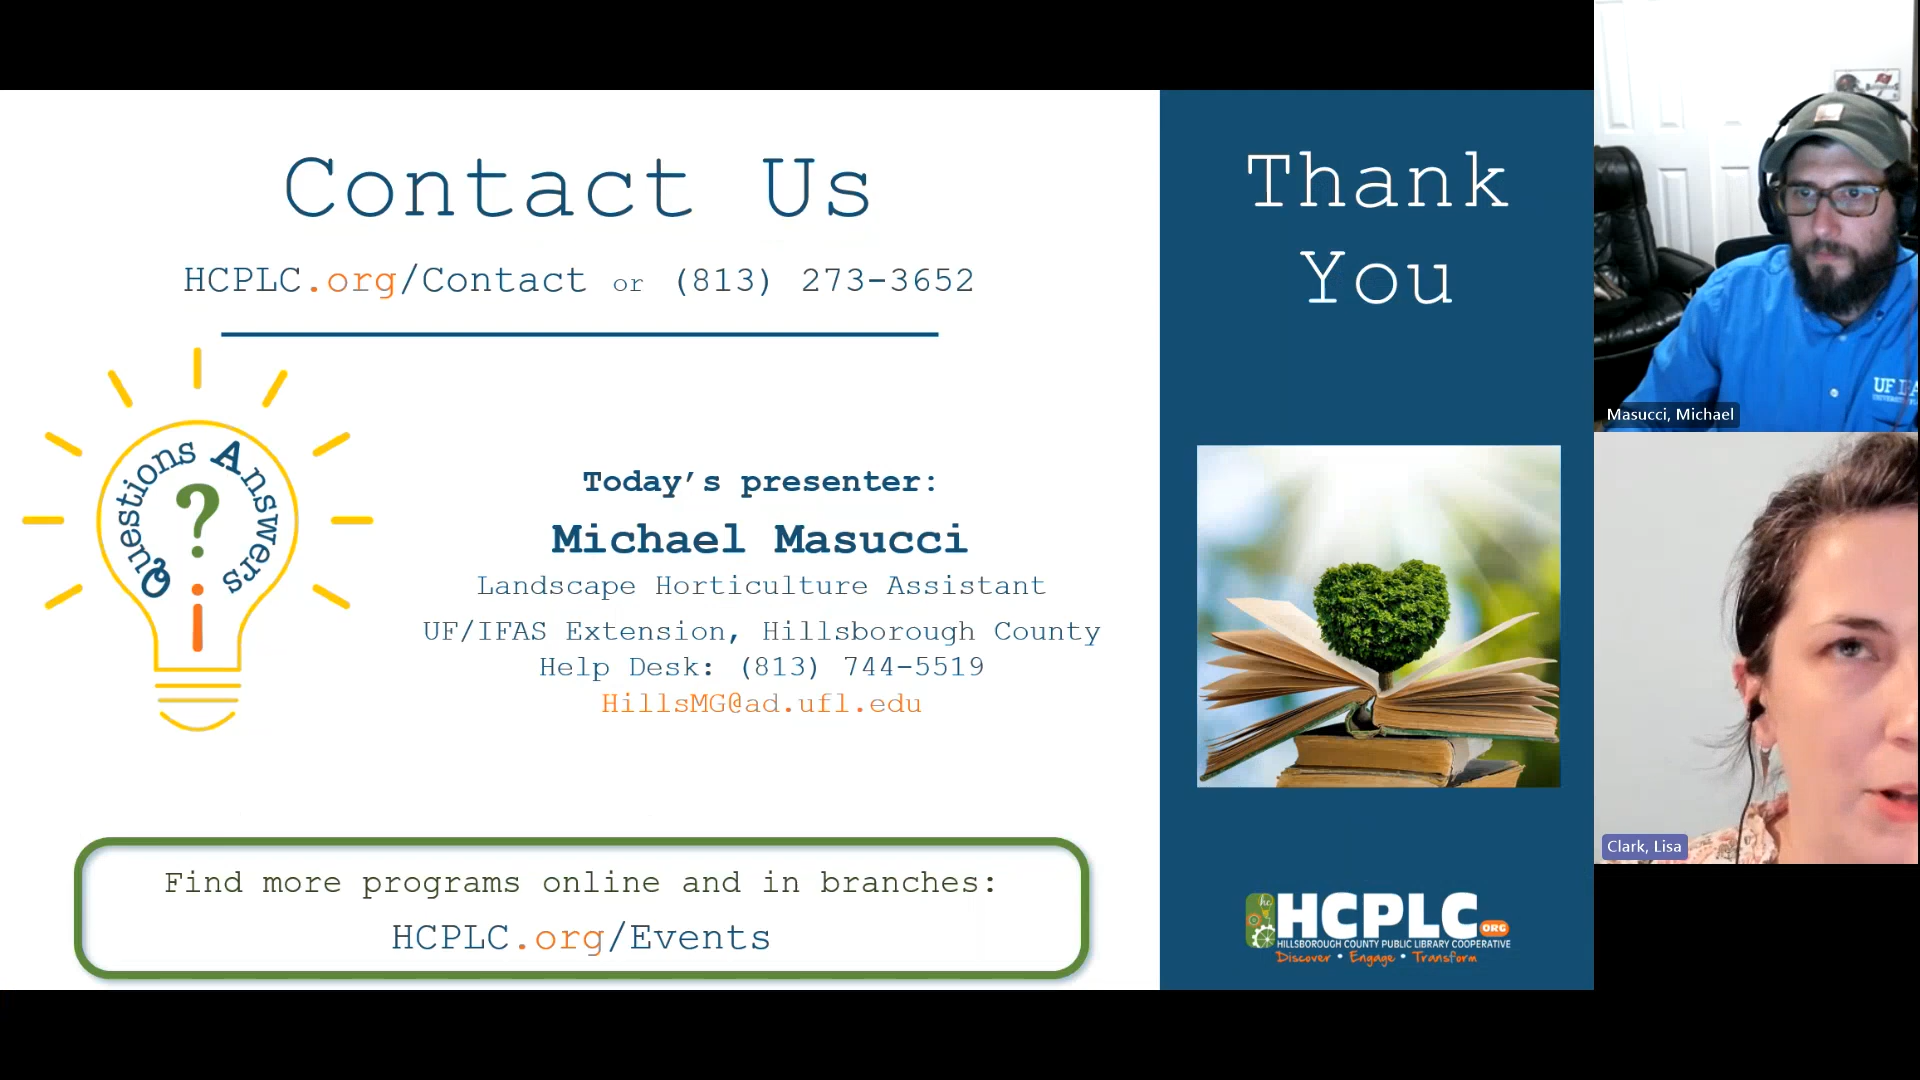 Contact Us
HCPLC.org/Contact or (813) 273-3652
Questions Answers
?
¡
Today’s presenter:
Michael Masucci
Landscape Horticulture Assistant
UF/IFAS Extension, Hillsborough County
Help Desk: (813) 744-5519
HillsMG@ad.ufl.edu
Find more programs online and in branches:
HCPLC.org/Events
Thank
You
hc
HCPLC ORG
HILLSBOROUGH COUNTY PUBLIC LIBRARY COOPERATIVE
Discover • Engage • Transform
UF IFA
Masucci, Michael
Clark, Lisa